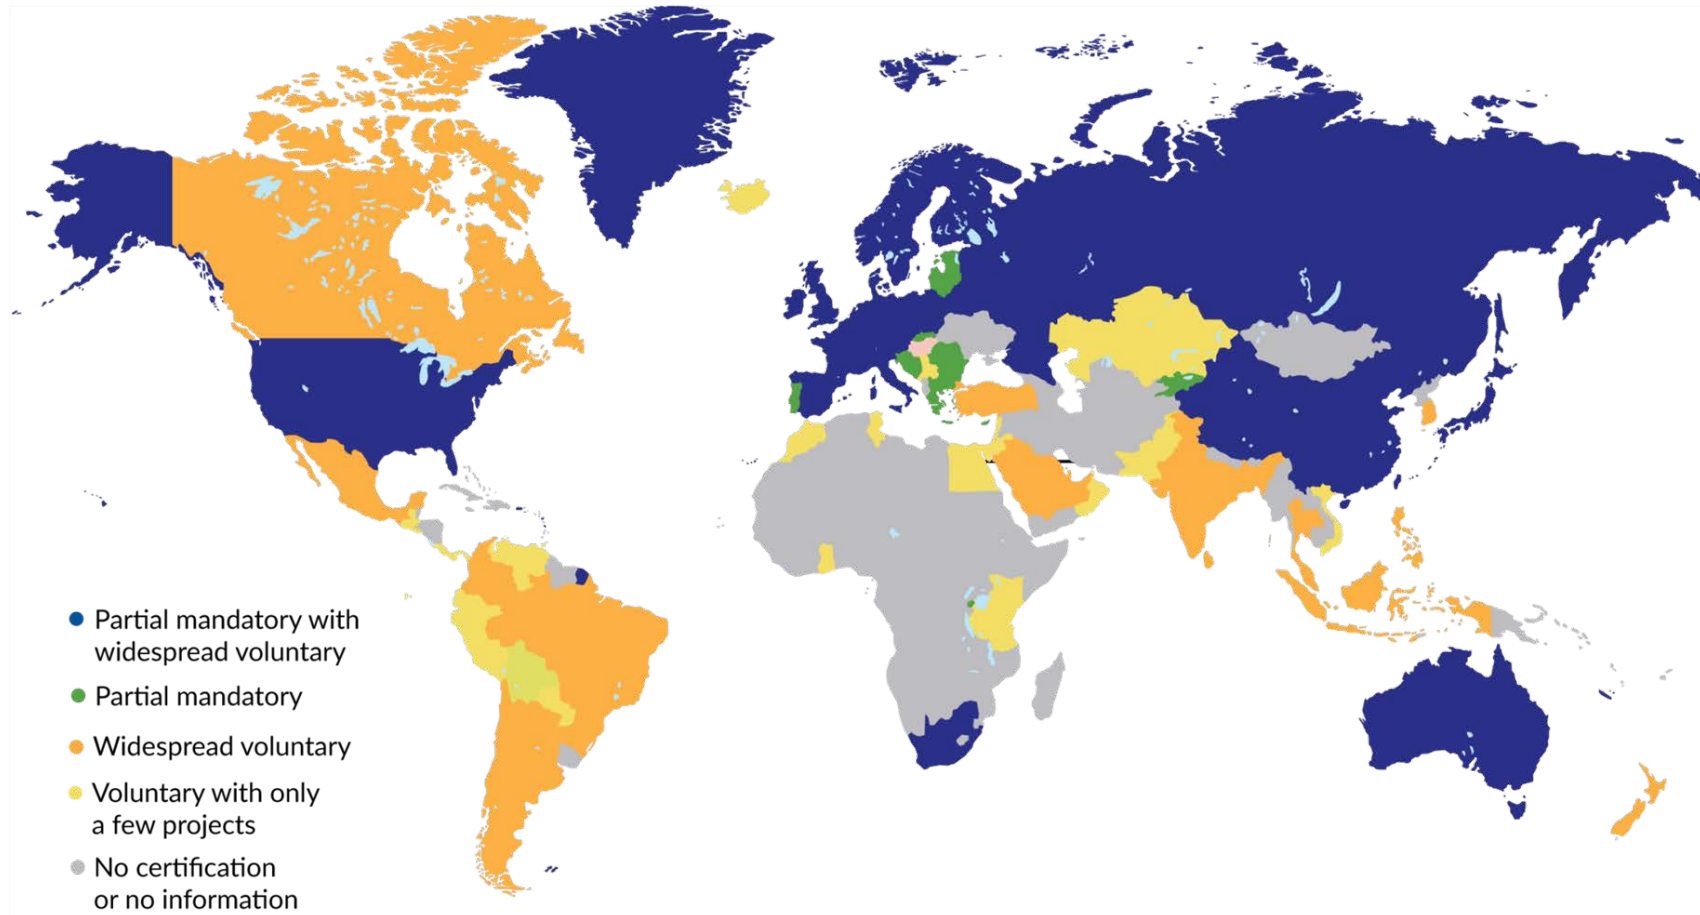 Partial mandatory with
widespread voluntary
Partial mandatory
Widespread voluntary
Voluntary with only
a few projects
No certification
or no information